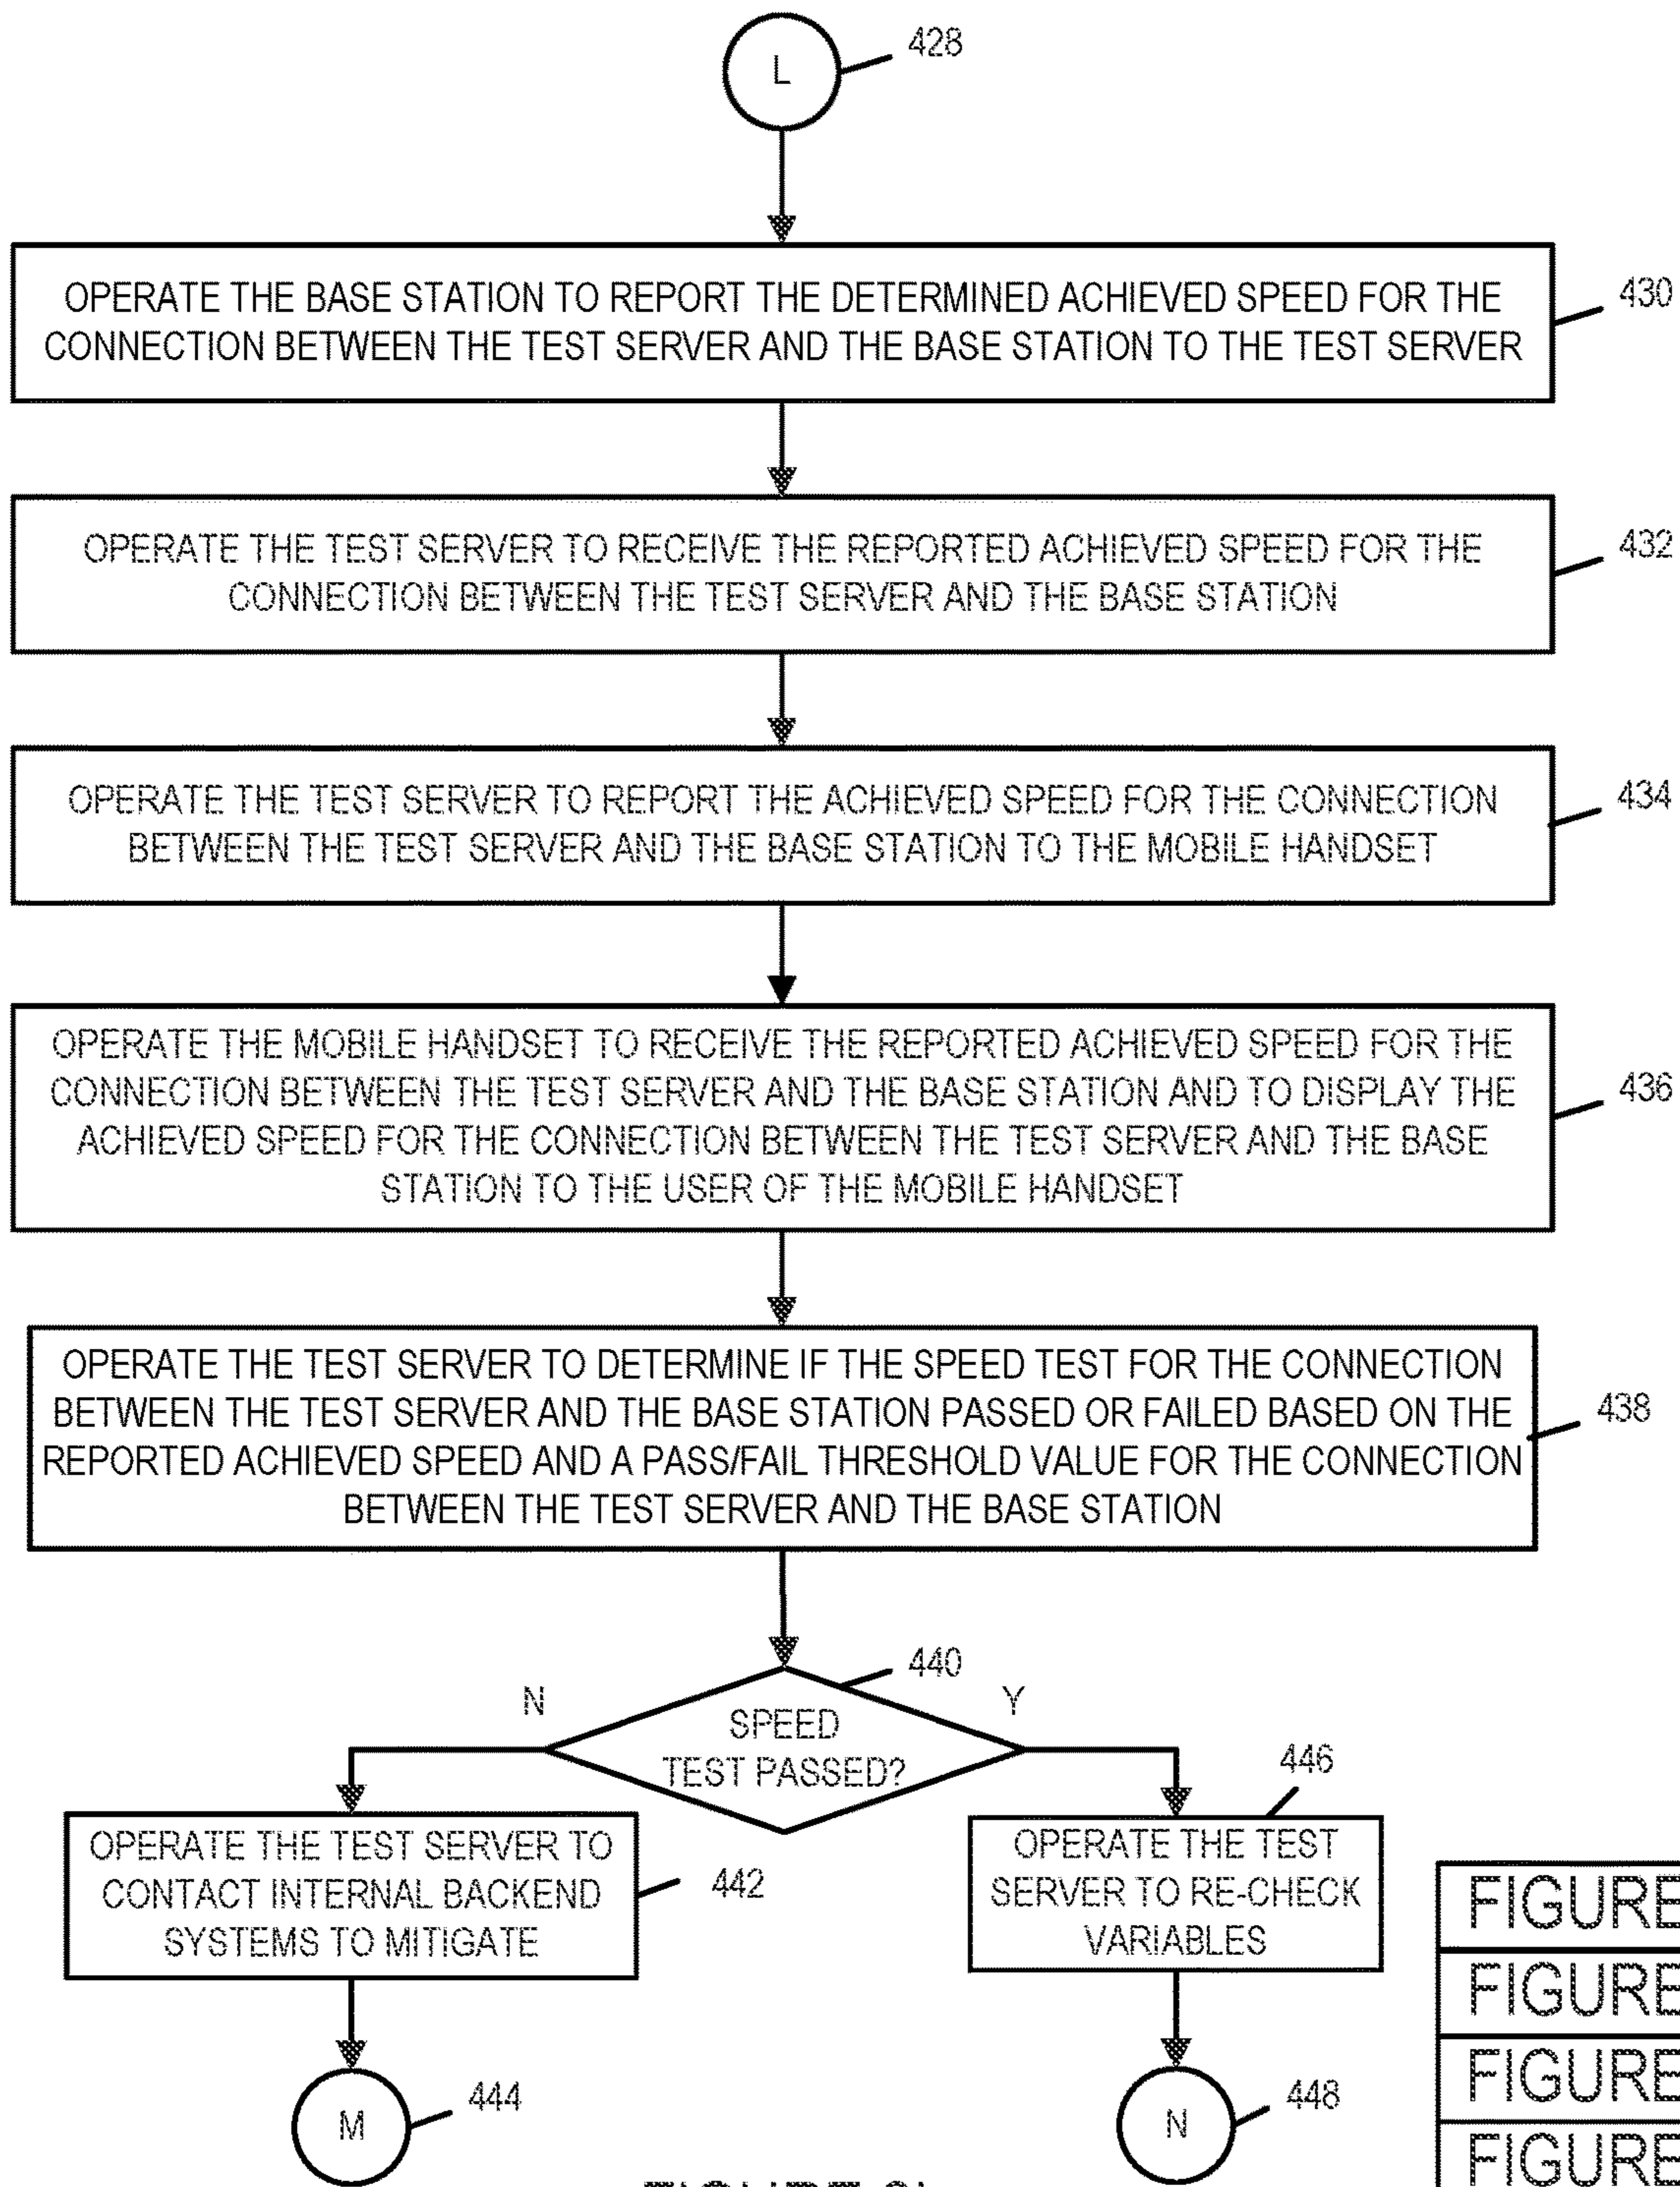 L
428
OPERATE THE BASE STATION TO REPORT THE DETERMINED ACHIEVED SPEED FOR THE
CONNECTION BETWEEN THE TEST SERVER AND THE BASE STATION TO THE TEST SERVER
430
OPERATE THE TEST SERVER TO RECEIVE THE REPORTED ACHIEVED SPEED FOR THE
CONNECTION BETWEEN THE TEST SERVER AND THE BASE STATION
432
OPERATE THE TEST SERVER TO REPORT THE ACHIEVED SPEED FOR THE CONNECTION
BETWEEN THE TEST SERVER AND THE BASE STATION TO THE MOBILE HANDSET
434
OPERATE THE MOBILE HANDSET TO RECEIVE THE REPORTED ACHIEVED SPEED FOR THE
CONNECTION BETWEEN THE TEST SERVER AND THE BASE STATION AND TO DISPLAY THE
ACHIEVED SPEED FOR THE CONNECTION BETWEEN THE TEST SERVER AND THE BASE
STATION TO THE USER OF THE MOBILE HANDSET
436
OPERATE THE TEST SERVER TO DETERMINE IF THE SPEED TEST FOR THE CONNECTION
BETWEEN THE TEST SERVER AND THE BASE STATION PASSED OR FAILED BASED ON THE
REPORTED ACHIEVED SPEED AND A PASS/FAIL THRESHOLD VALUE FOR THE CONNECTION
BETWEEN THE TEST SERVER AND THE BASE STATION
438
440
N
Y
SPEED
TEST PASSED?
OPERATE THE TEST SERVER TO
CONTACT INTERNAL BACKEND
SYSTEMS TO MITIGATE
442
446
OPERATE THE TEST
SERVER TO RE-CHECK
VARIABLES
M
444
N
448
FIGURE
FIGURE
FIGURE
FIGURE